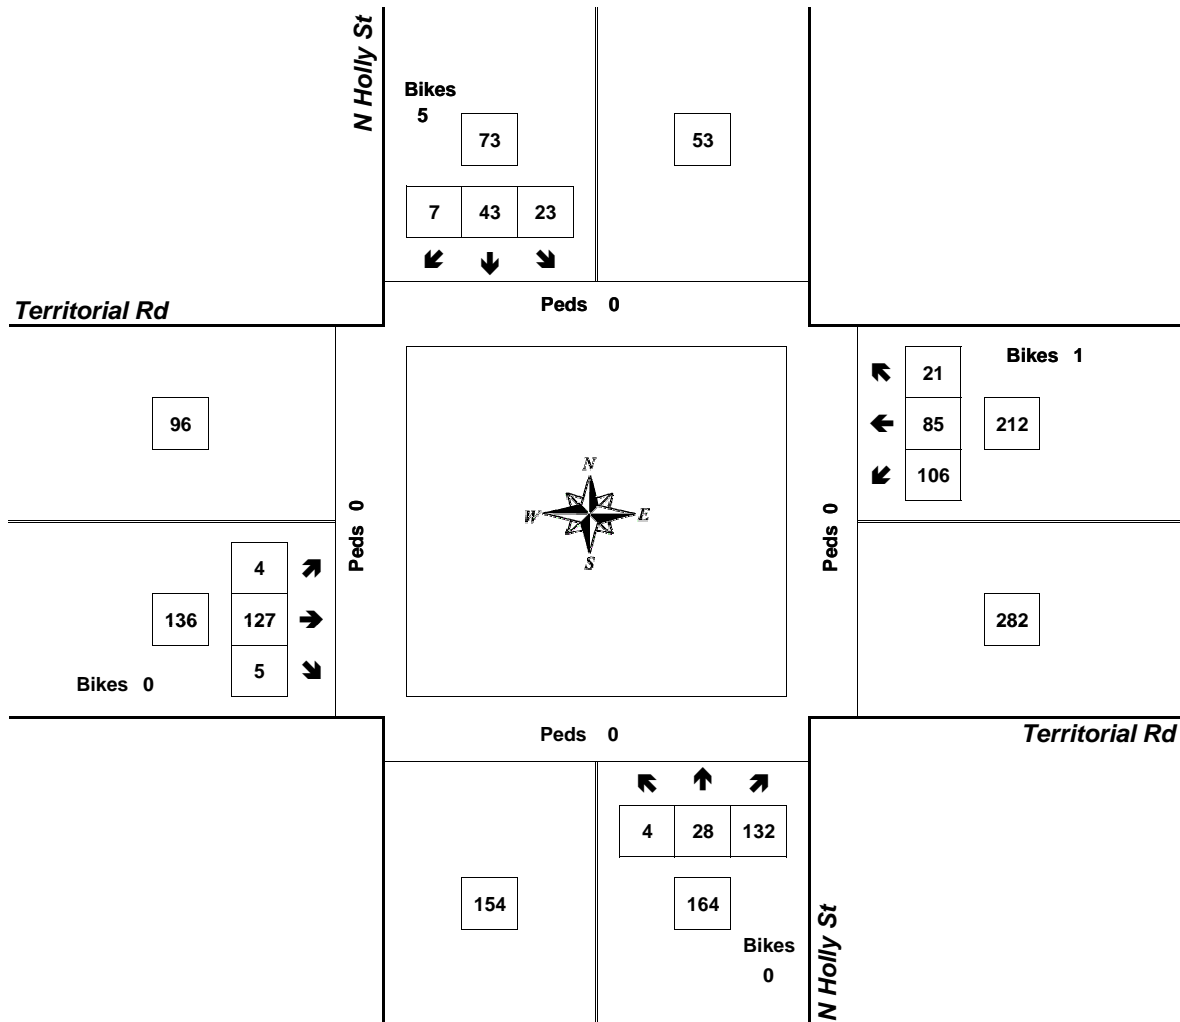 N Holly St
Bikes
5
73
53
7 43 23
Peds 0
Territorial Rd
Bikes 1
21
96
85
212
106
N
W E
S
Peds 0
Peds 0
4
136
127
282
5
Bikes 0
Peds 0
Territorial Rd
4 28 132
154
164
Bikes
0
N Holly St